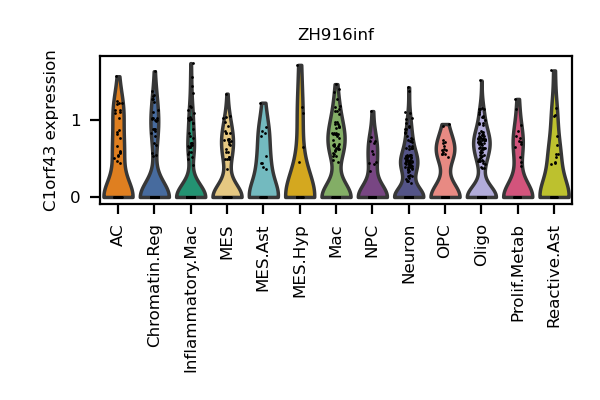 ZH916inf
C1orf43 expression
1
0
AC
Chromatin.Reg
Inflammatory.Mac
MES
MES.Ast
MES.Hyp
Mac
NPC
Neuron
OPC
Oligo
Prolif.Metab
Reactive.Ast